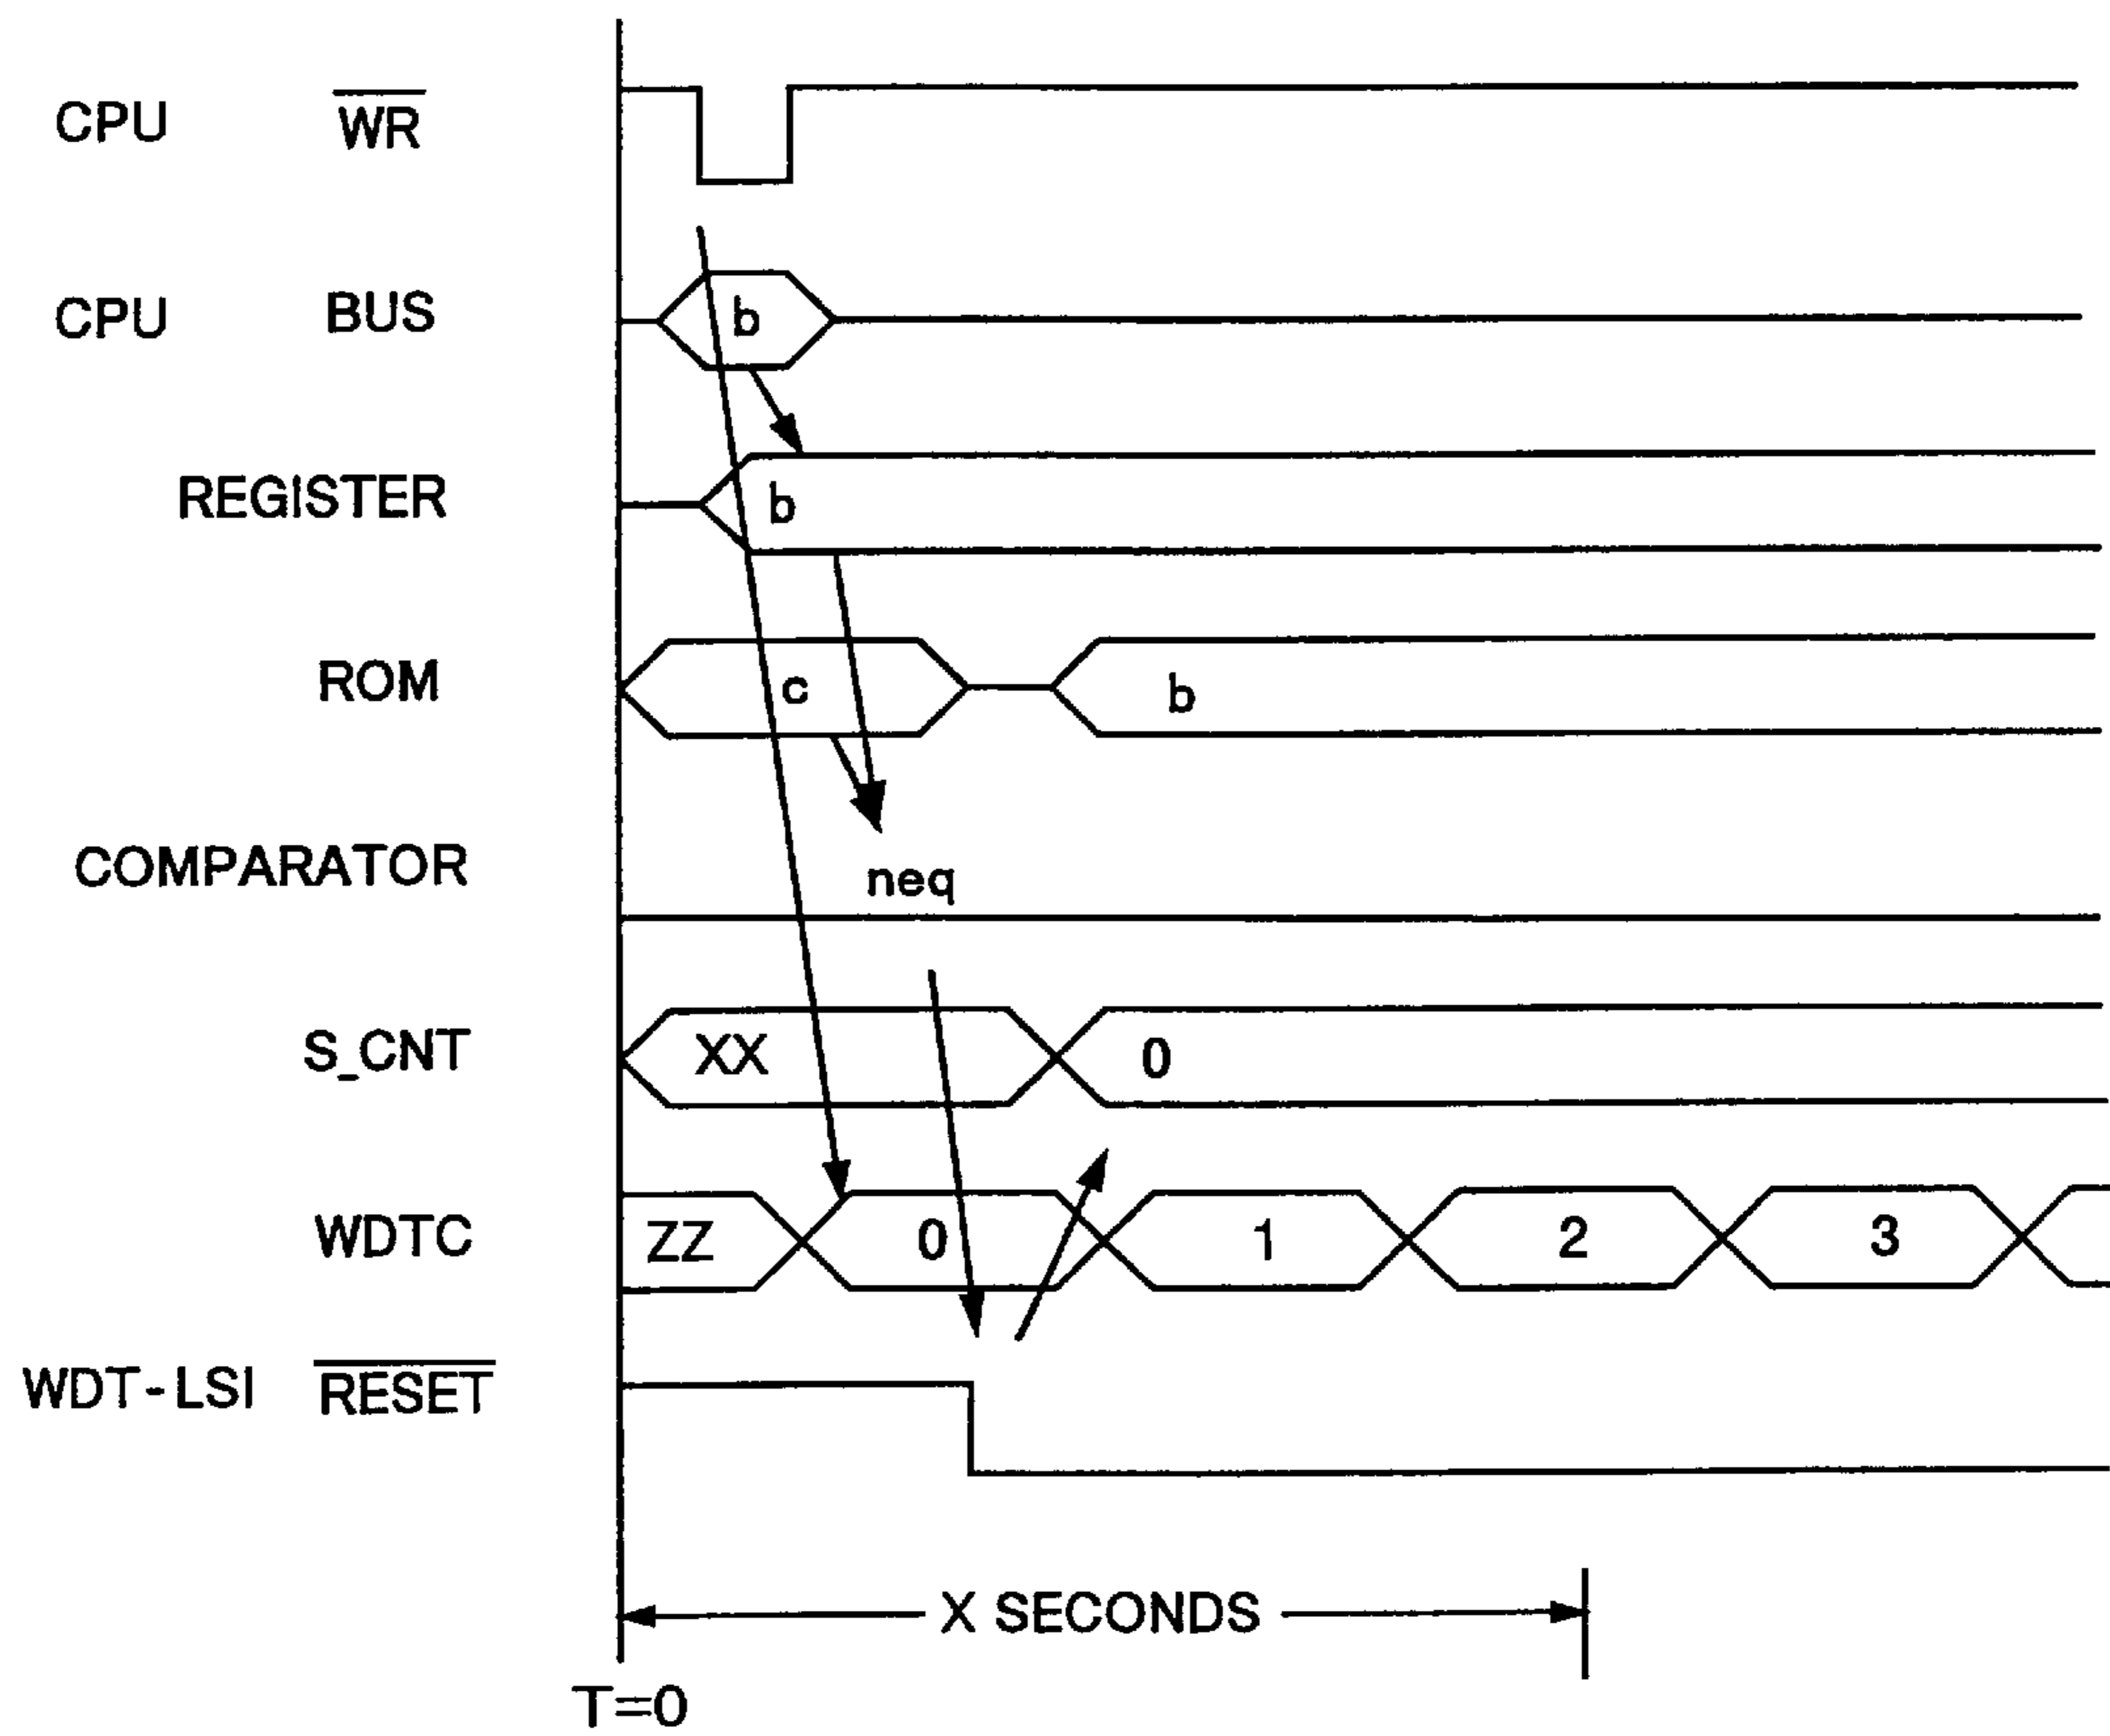 CPU WR
CPU BUS b
REGISTER b
ROM c b
COMPARATOR neq
S_CNT XX 0
WDTC ZZ 0 1 2 3
WDT-LSI RESET
X SECONDS
T=0